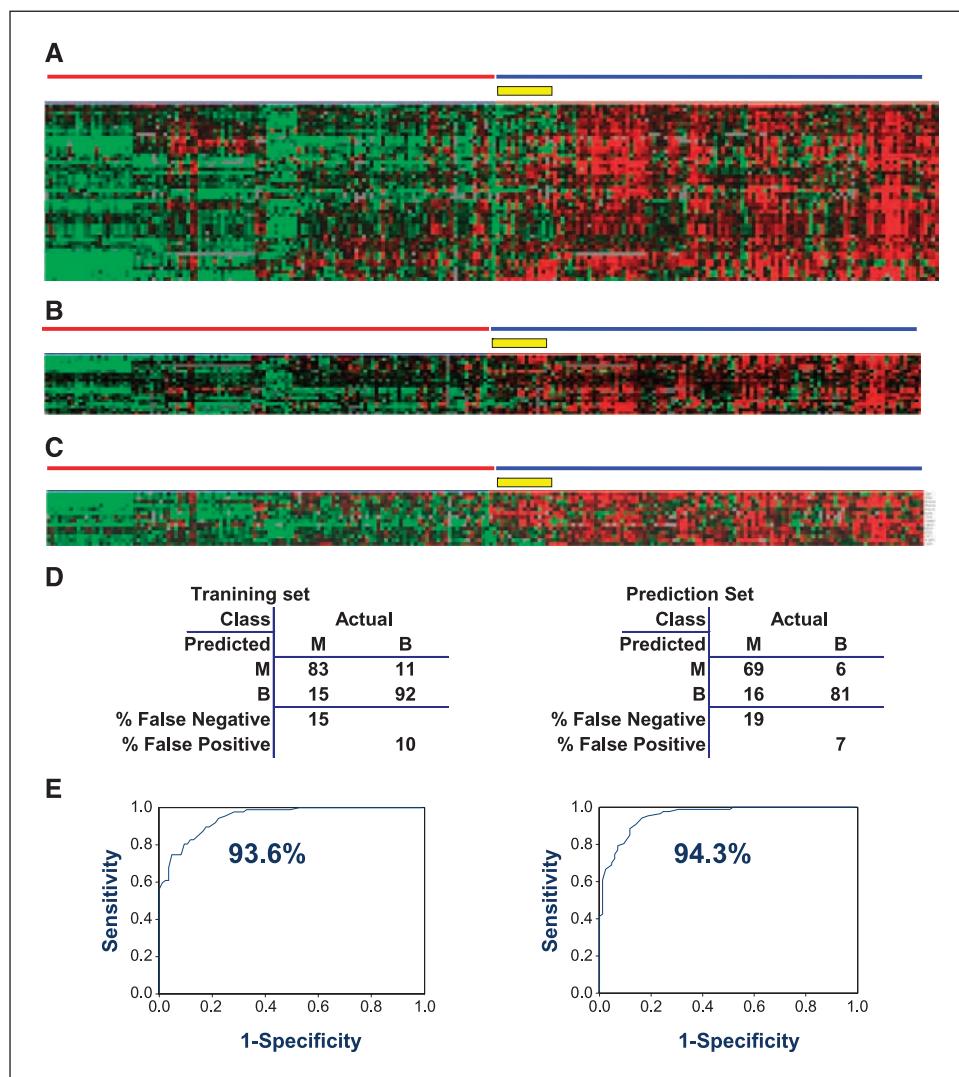 A
B
C
D
Tranining set
Class Actual
Predicted M B
M 83 11
B 15 92
% False Negative 15
% False Positive 10
Prediction Set
Class Actual
Predicted M B
M 69 6
B 16 81
% False Negative 19
% False Positive 7
E
1.0
0.8
0.6
0.4
0.2
0.0
Sensitivity
93.6%
0.0 0.2 0.4 0.6 0.8 1.0
1-Specificity
1.0
0.8
0.6
0.4
0.2
0.0
Sensitivity
94.3%
0.0 0.2 0.4 0.6 0.8 1.0
1-Specificity